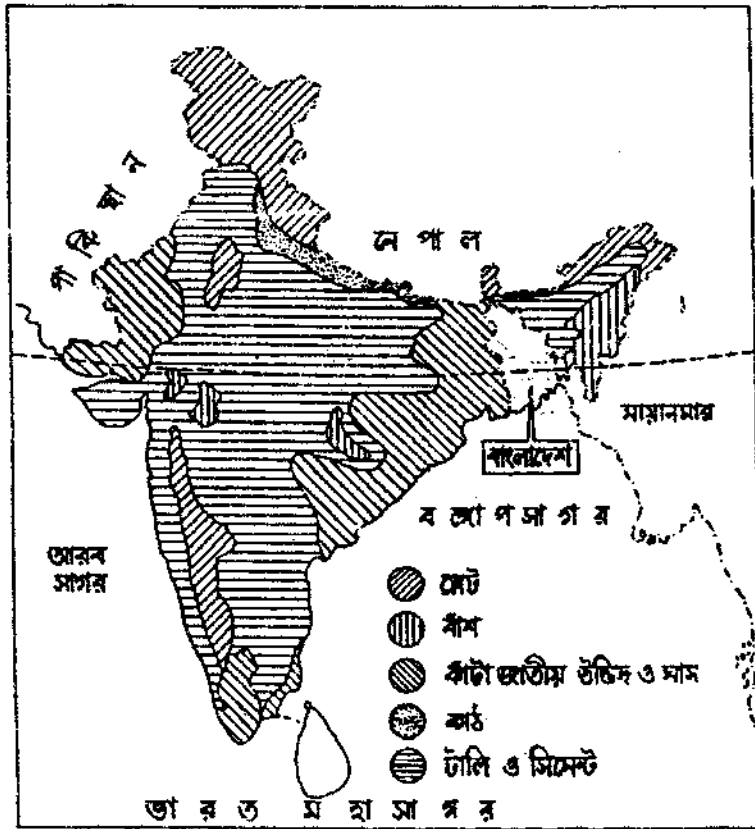 পাকিস্থান
নেপাল
মায়ানমার
বাংলাদেশ
বঙ্গোপসাগর
আরব
সাগর
স্লেট
বাঁশ
কাঁটা জাতীয় উদ্ভিদ ও ঘাস
কাঠ
টালি ও সিমেন্ট
ভারত মহাসাগর